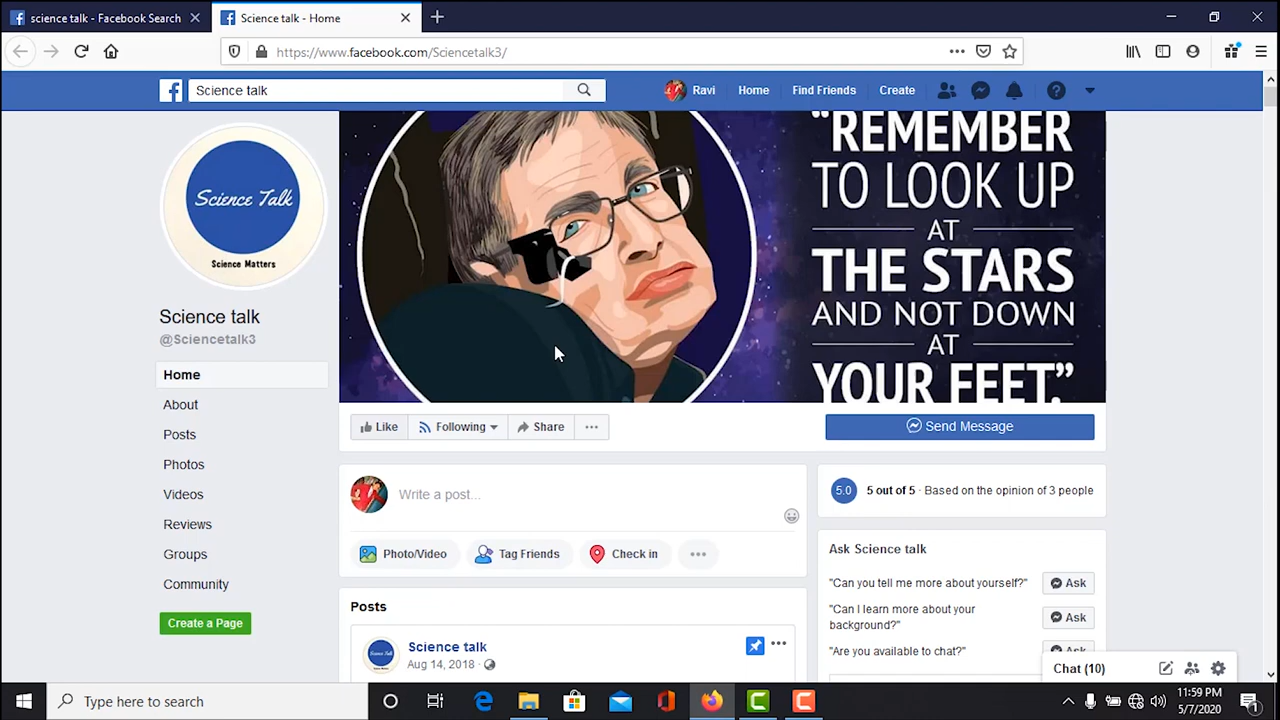 science talk - Facebook Search
Science talk - Home
https://www.facebook.com/Sciencetalk3/
Science talk
Ravi
Home
Find Friends
Create
Science Talk
Science Matters
Science talk
@Sciencetalk3
Home
About
Posts
Photos
Videos
Reviews
Groups
Community
Create a Page
"REMEMBER
TO LOOK UP
AT
THE STARS
AND NOT DOWN
AT
YOUR FEET."
Like
Following
Share
Send Message
Write a post...
Photo/Video
Tag Friends
Check in
Posts
Science talk
Aug 14, 2018
5.0
5 out of 5 · Based on the opinion of 3 people
Ask Science talk
"Can you tell me more about yourself?"
Ask
"Can I learn more about your
background?"
Ask
"Are you available to chat?"
Ask
Chat (10)
Type here to search
11:59 PM
5/7/2020
1